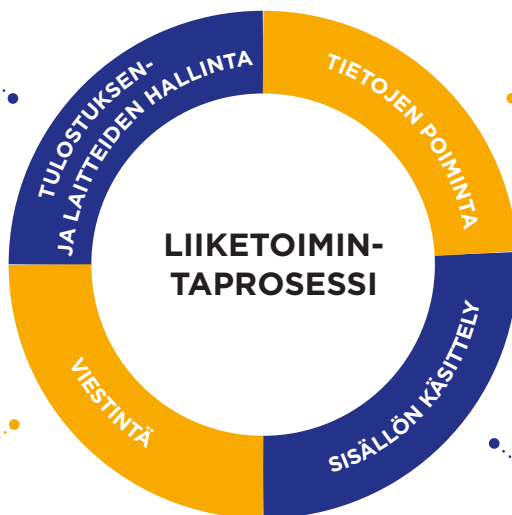 TULOSTUKSEN-
JA LAITTEIDEN HALLINTA
TIETOJEN POIMINTA
LIIKETOIMIN-
TAPROSESSI
VIESTINTÄ
SISÄLLÖN KÄSITTELY